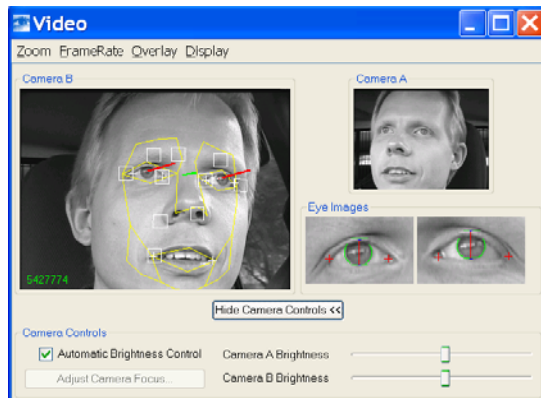 Video
Zoom FrameRate Overlay Display
Camera B
Camera A
5427774
Eye Images
Hide Camera Controls <<
Camera Controls
Automatic Brightness Control
Camera A Brightness
Adjust Camera Focus...
Camera B Brightness